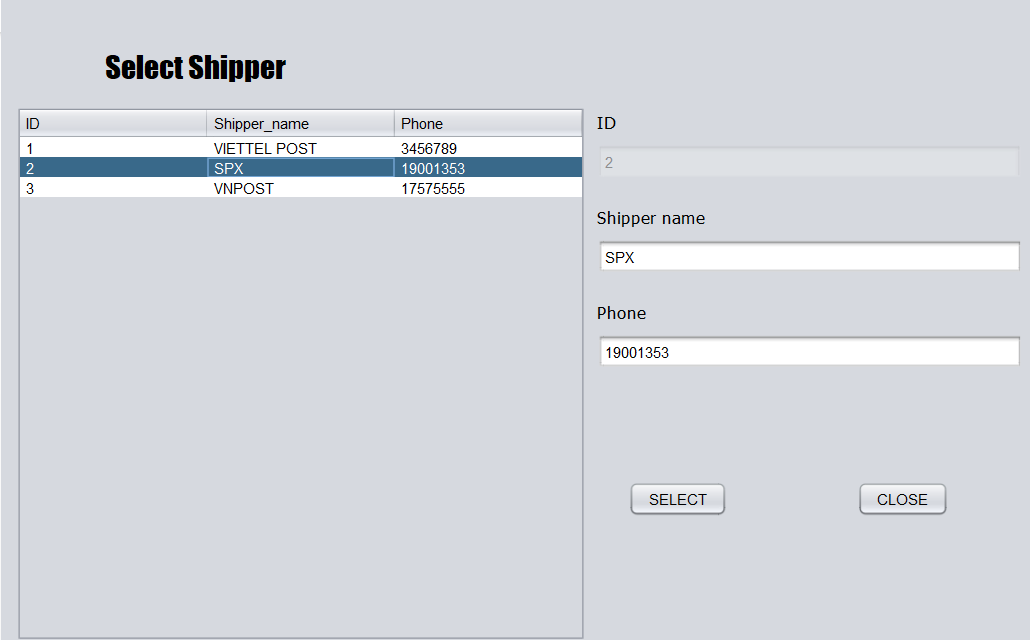 Select Shipper
ID Shipper_name Phone
1 VIETTEL POST 3456789
2 SPX 19001353
3 VNPOST 17575555
ID
2
Shipper name
SPX
Phone
19001353
SELECT CLOSE